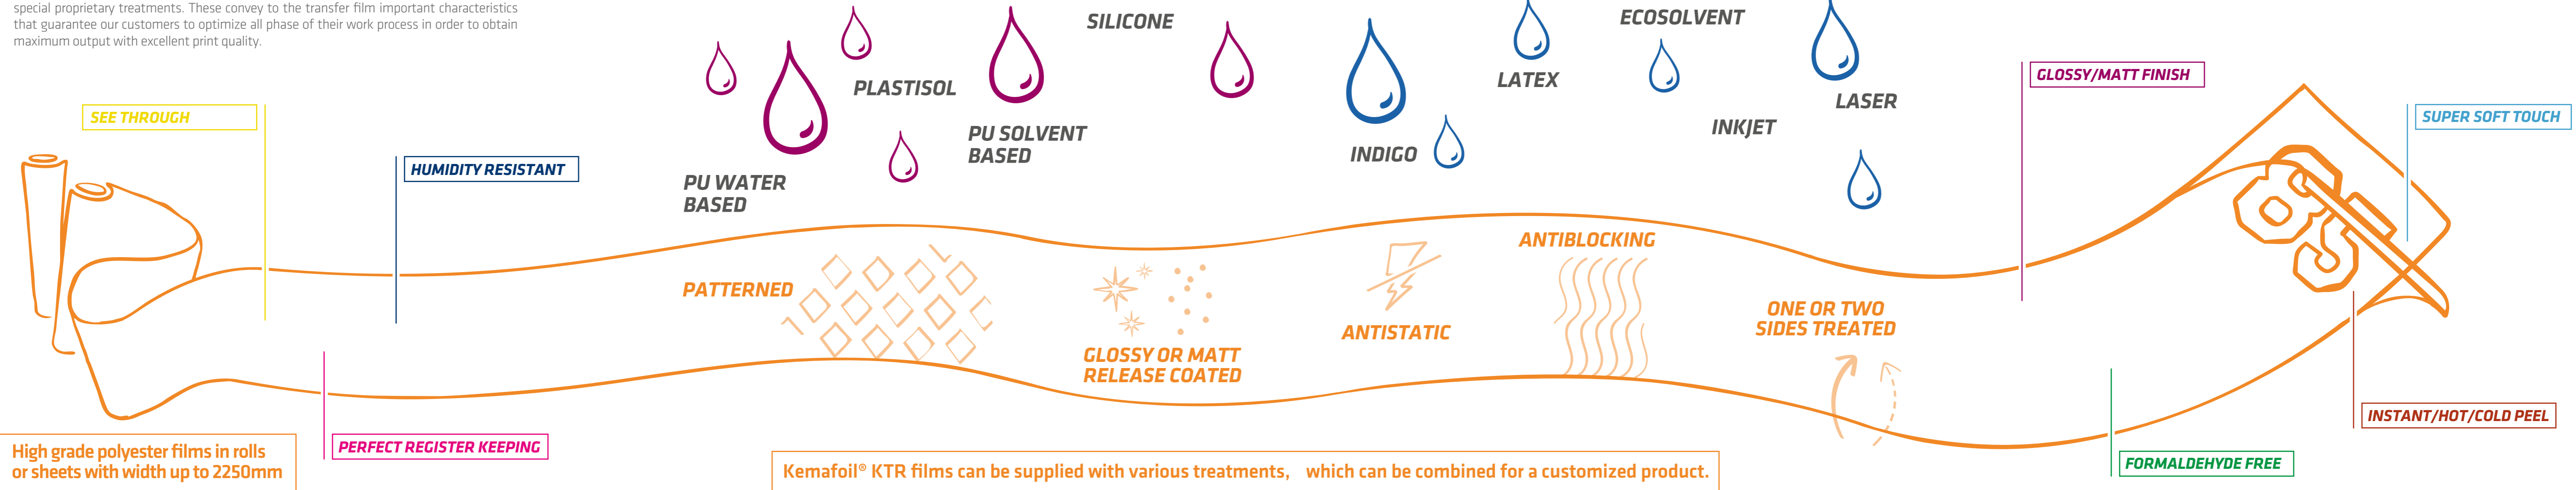 special proprietary treatments. These convey to the transfer film important characteristics
that guarantee our customers to optimize all phase of their work process in order to obtain
maximum output with excellent print quality.
SEE THROUGH
HUMIDITY RESISTANT
PERFECT REGISTER KEEPING
High grade polyester films in rolls
or sheets with width up to 2250mm
PU WATER
BASED
PLASTISOL
PU SOLVENT
BASED
SILICONE
INDIGO
LATEX
ECOSOLVENT
INKJET
LASER
PATTERNED
GLOSSY OR MATT
RELEASE COATED
ANTISTATIC
ANTIBLOCKING
ONE OR TWO
SIDES TREATED
Kemafoil® KTR films can be supplied with various treatments, which can be combined for a customized product.
GLOSSY/MATT FINISH
SUPER SOFT TOUCH
INSTANT/HOT/COLD PEEL
FORMALDEHYDE FREE